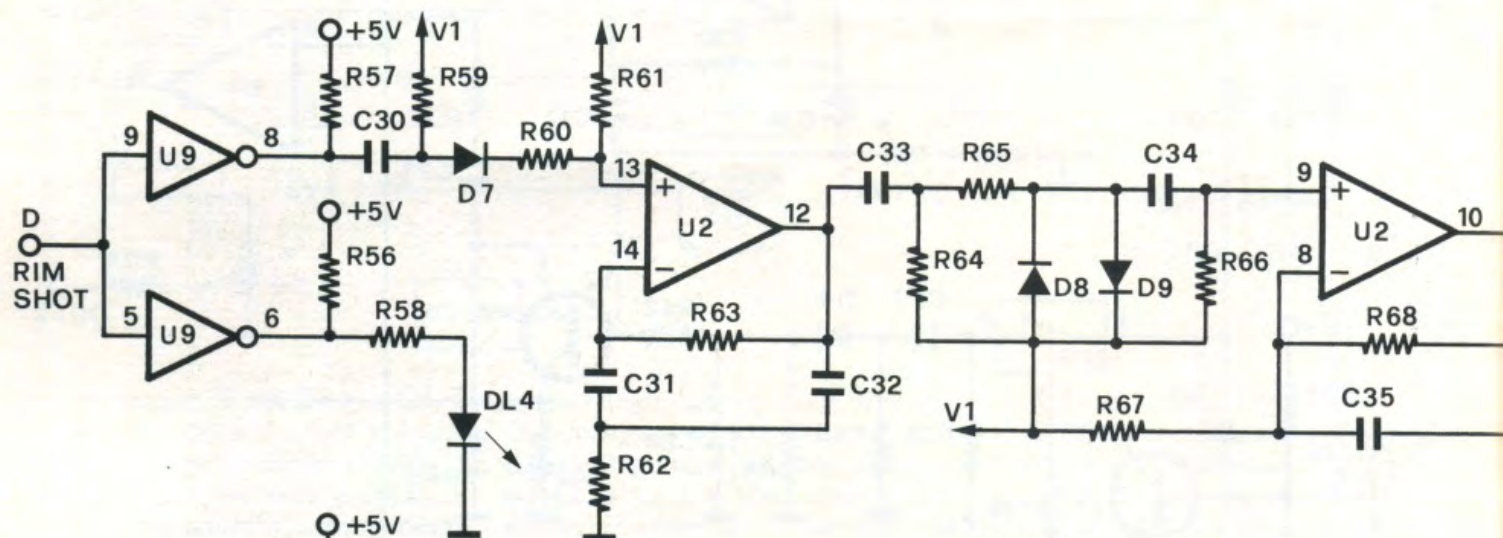 +5V V1 V1
R57 R59 R61
9 U9 8 C30 R60
D7 13 + C33 R65 C34 9 +
D RIM SHOT
+5V
R56
14 − U2 12
R64 D8 D9 R66
8 − U2 10
5 U9 6 R58
R63 R68
C31 C32
DL4
V1 R67 C35
R62
+5V